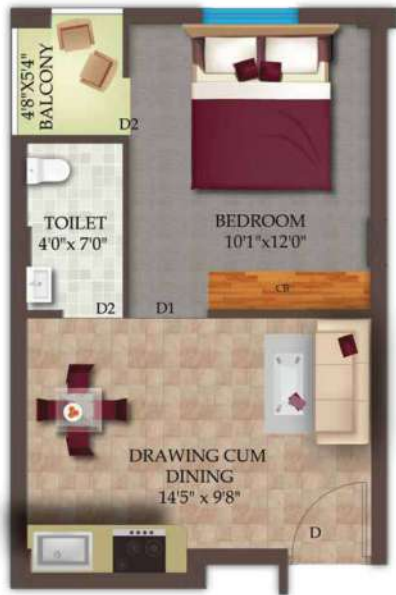 4'8"X5'4"
BALCONY
D2
TOILET
4'0"x 7'0"
BEDROOM
10'1"x12'0"
CB
D2
D1
DRAWING CUM
DINING
14'5" x 9'8"
D